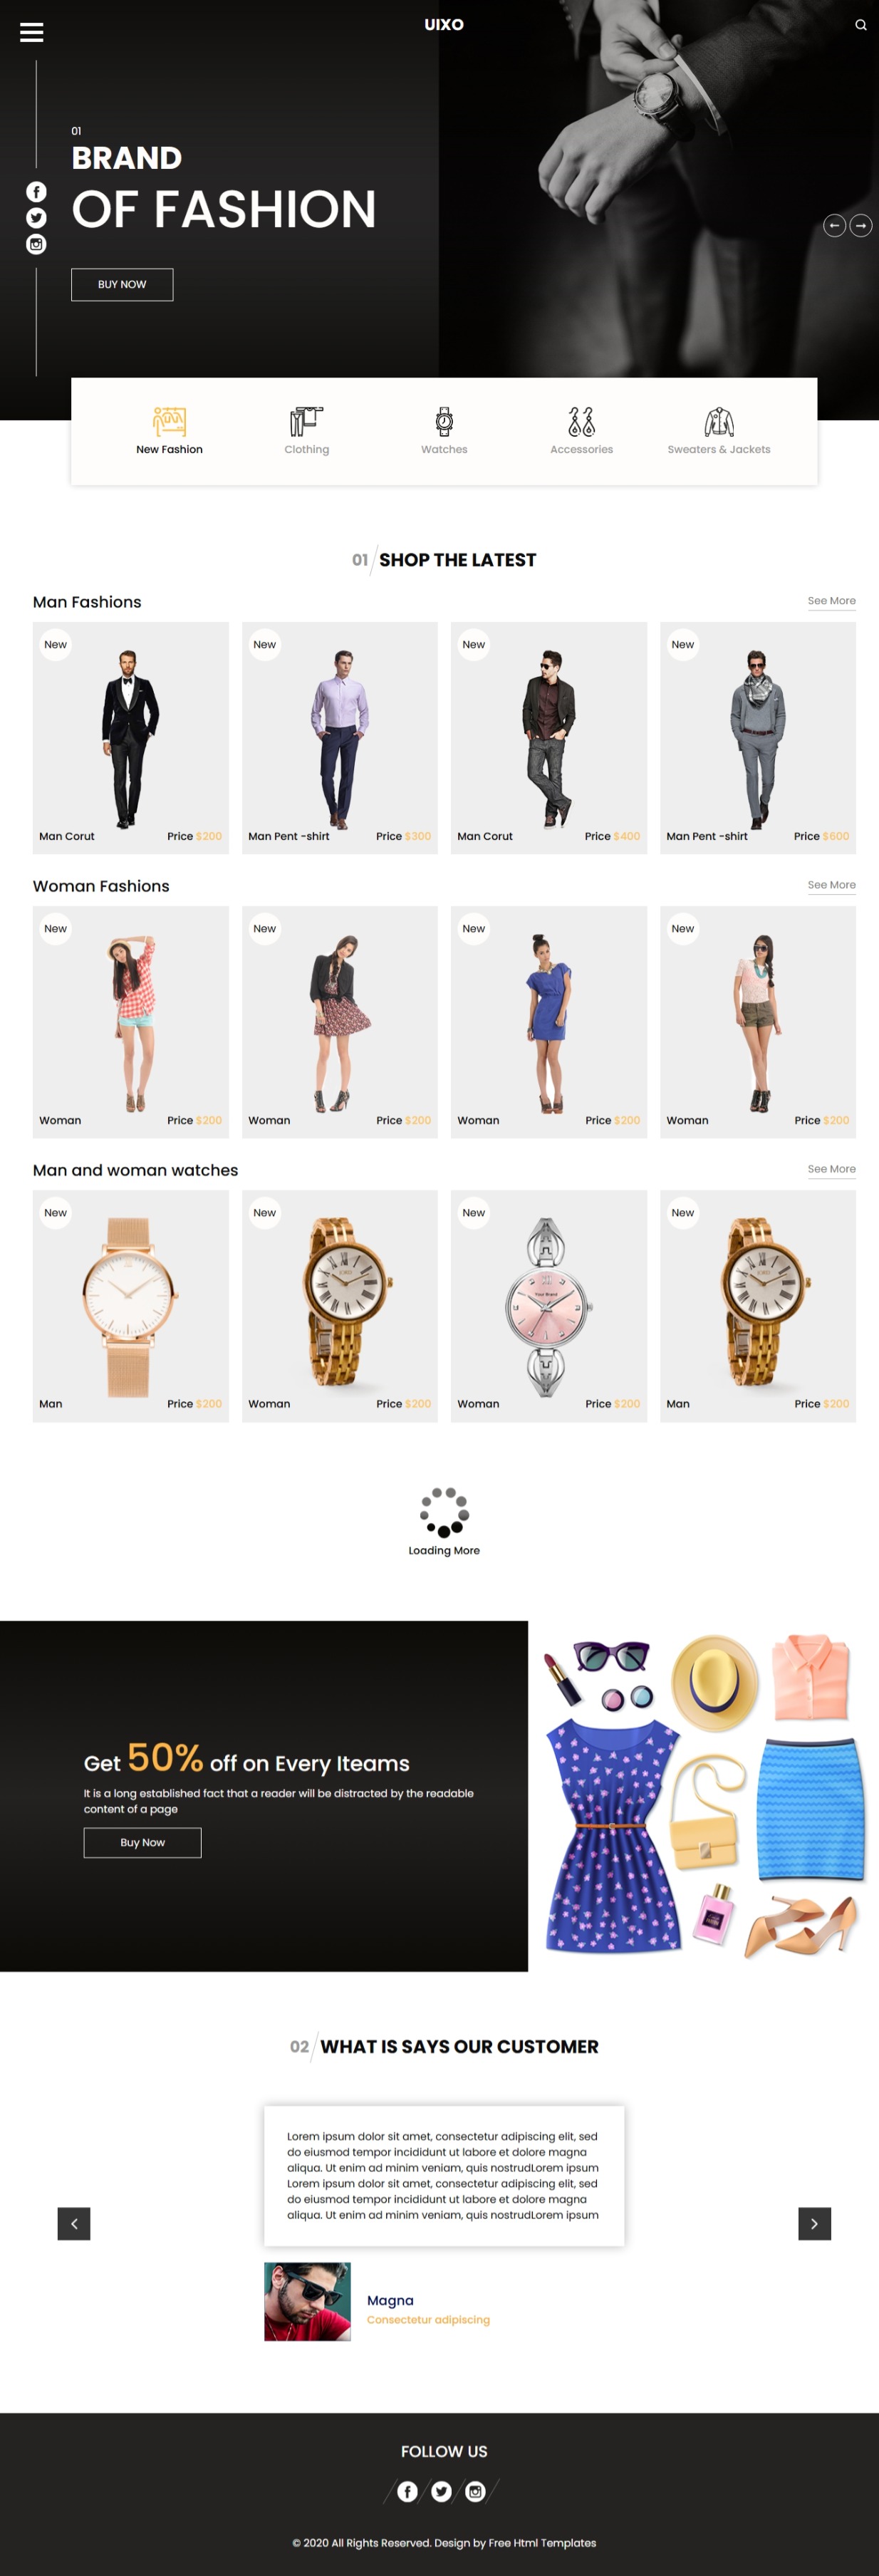 UIXO
01
BRAND
OF FASHION
BUY NOW
New Fashion
Clothing
Watches
Accessories
Sweaters & Jackets
01 SHOP THE LATEST
Man Fashions
See More
New
New
New
New
Man Corut
Price $200
Man Pent -shirt
Price $300
Man Corut
Price $400
Man Pent -shirt
Price $600
Woman Fashions
See More
New
New
New
New
Woman
Price $200
Woman
Price $200
Woman
Price $200
Woman
Price $200
Man and woman watches
See More
New
New
New
New
Your Brand
Man
Price $200
Woman
Price $200
Woman
Price $200
Man
Price $200
Loading More
Get 50% off on Every Iteams
It is a long established fact that a reader will be distracted by the readable
content of a page
Buy Now
02 WHAT IS SAYS OUR CUSTOMER
Lorem ipsum dolor sit amet, consectetur adipiscing elit, sed
do eiusmod tempor incididunt ut labore et dolore magna
aliqua. Ut enim ad minim veniam, quis nostrudLorem ipsum
Lorem ipsum dolor sit amet, consectetur adipiscing elit, sed
do eiusmod tempor incididunt ut labore et dolore magna
aliqua. Ut enim ad minim veniam, quis nostrudLorem ipsum
Magna
Consectetur adipiscing
FOLLOW US
© 2020 All Rights Reserved. Design by Free Html Templates